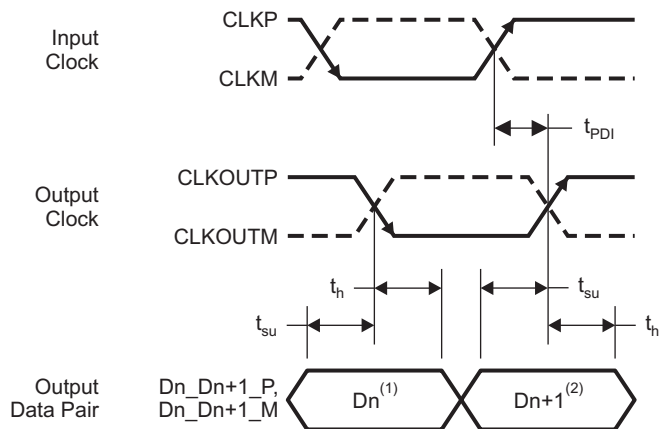 Input
Clock
CLKP
CLKM
t_PDI
Output
Clock
CLKOUTP
CLKOUTM
t_su
t_h
t_su
t_h
Output
Data Pair
Dn_Dn+1_P,
Dn_Dn+1_M
Dn(1)
Dn+1(2)